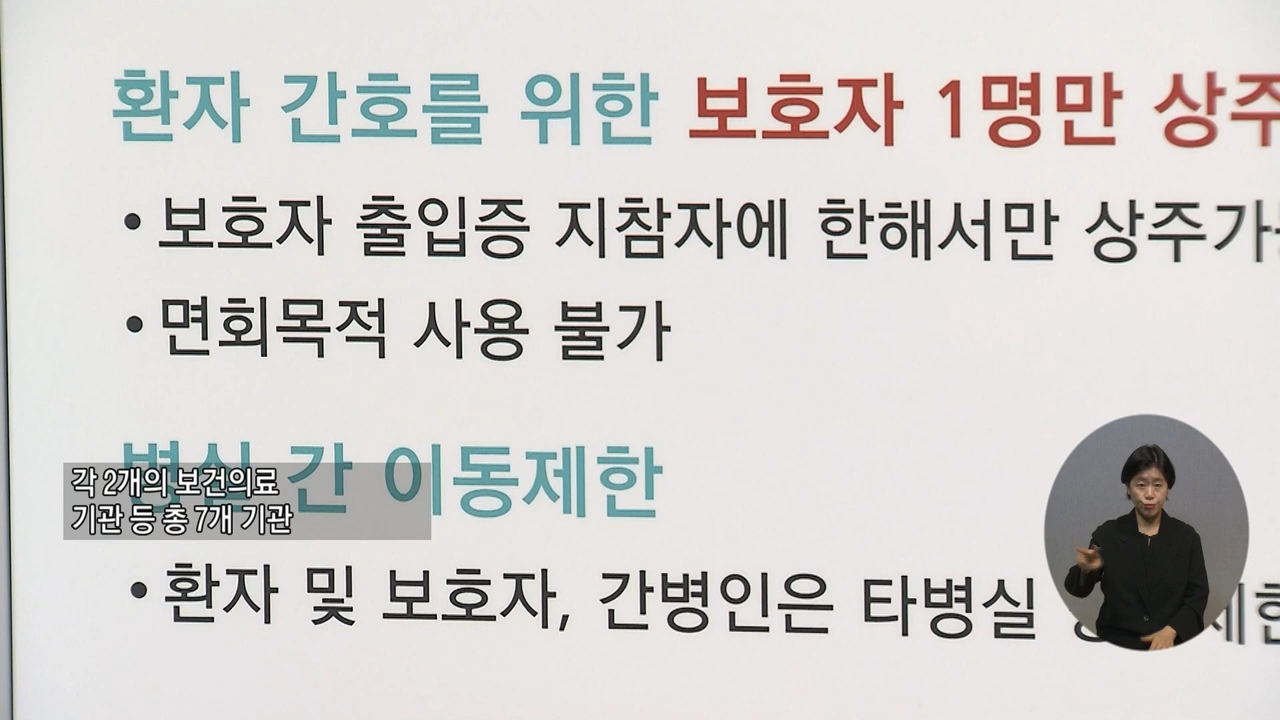 환자 간호를 위한 보호자 1명만 상주
• 보호자 출입증 지참자에 한해서만 상주가
• 면회목적 사용 불가
병실 간 이동제한
각 2개의 보건의료
기관 등 총 7개 기관
• 환자 및 보호자, 간병인은 타병실